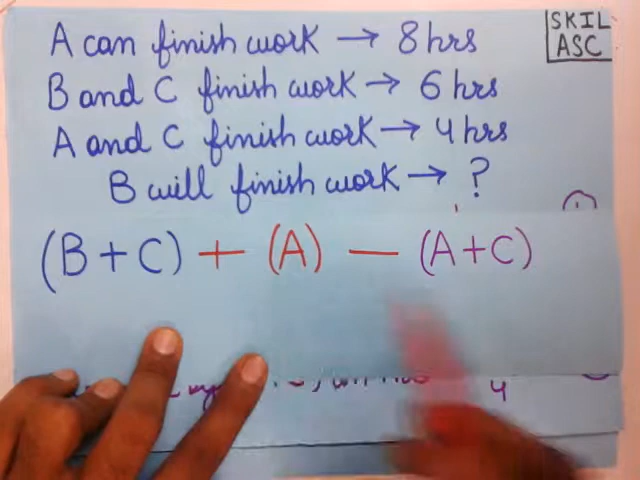 A can finish work → 8 hrs
SKIL
ASC
B and C finish work → 6 hrs
A and C finish work → 4 hrs
B will finish work → ?
(B + C) + (A) — (A + C)
4